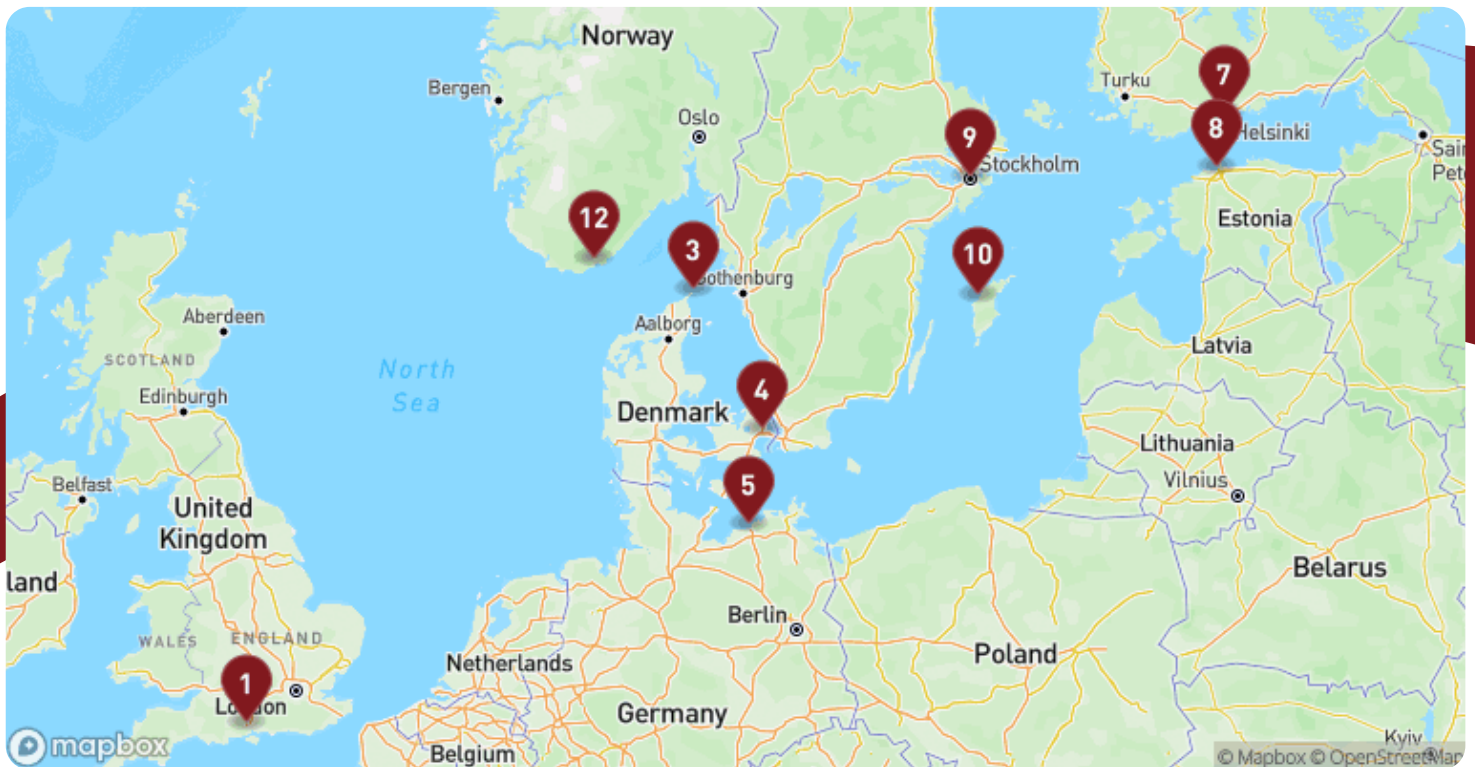 Norway
Bergen
Oslo
Turku
7
8
Helsinki
9
Stockholm
Sai
Pet
12
3
Gothenburg
10
Estonia
Aberdeen
Aalborg
SCOTLAND
North
Sea
Latvia
Edinburgh
4
Denmark
Lithuania
Belfast
5
Vilnius
United
Kingdom
land
Belarus
Berlin
WALES
ENGLAND
Netherlands
Poland
1
London
Germany
mapbox
Belgium
Kyiv
© Mapbox © OpenStreetMap